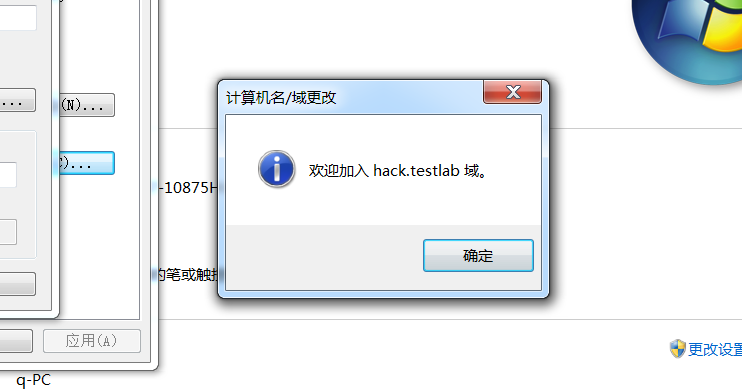 计算机名/域更改
...
(N)...
欢迎加入 hack.testlab 域。
C)...
-10875H
确定
的笔或触摸
应用(A)
更改设置
q-PC